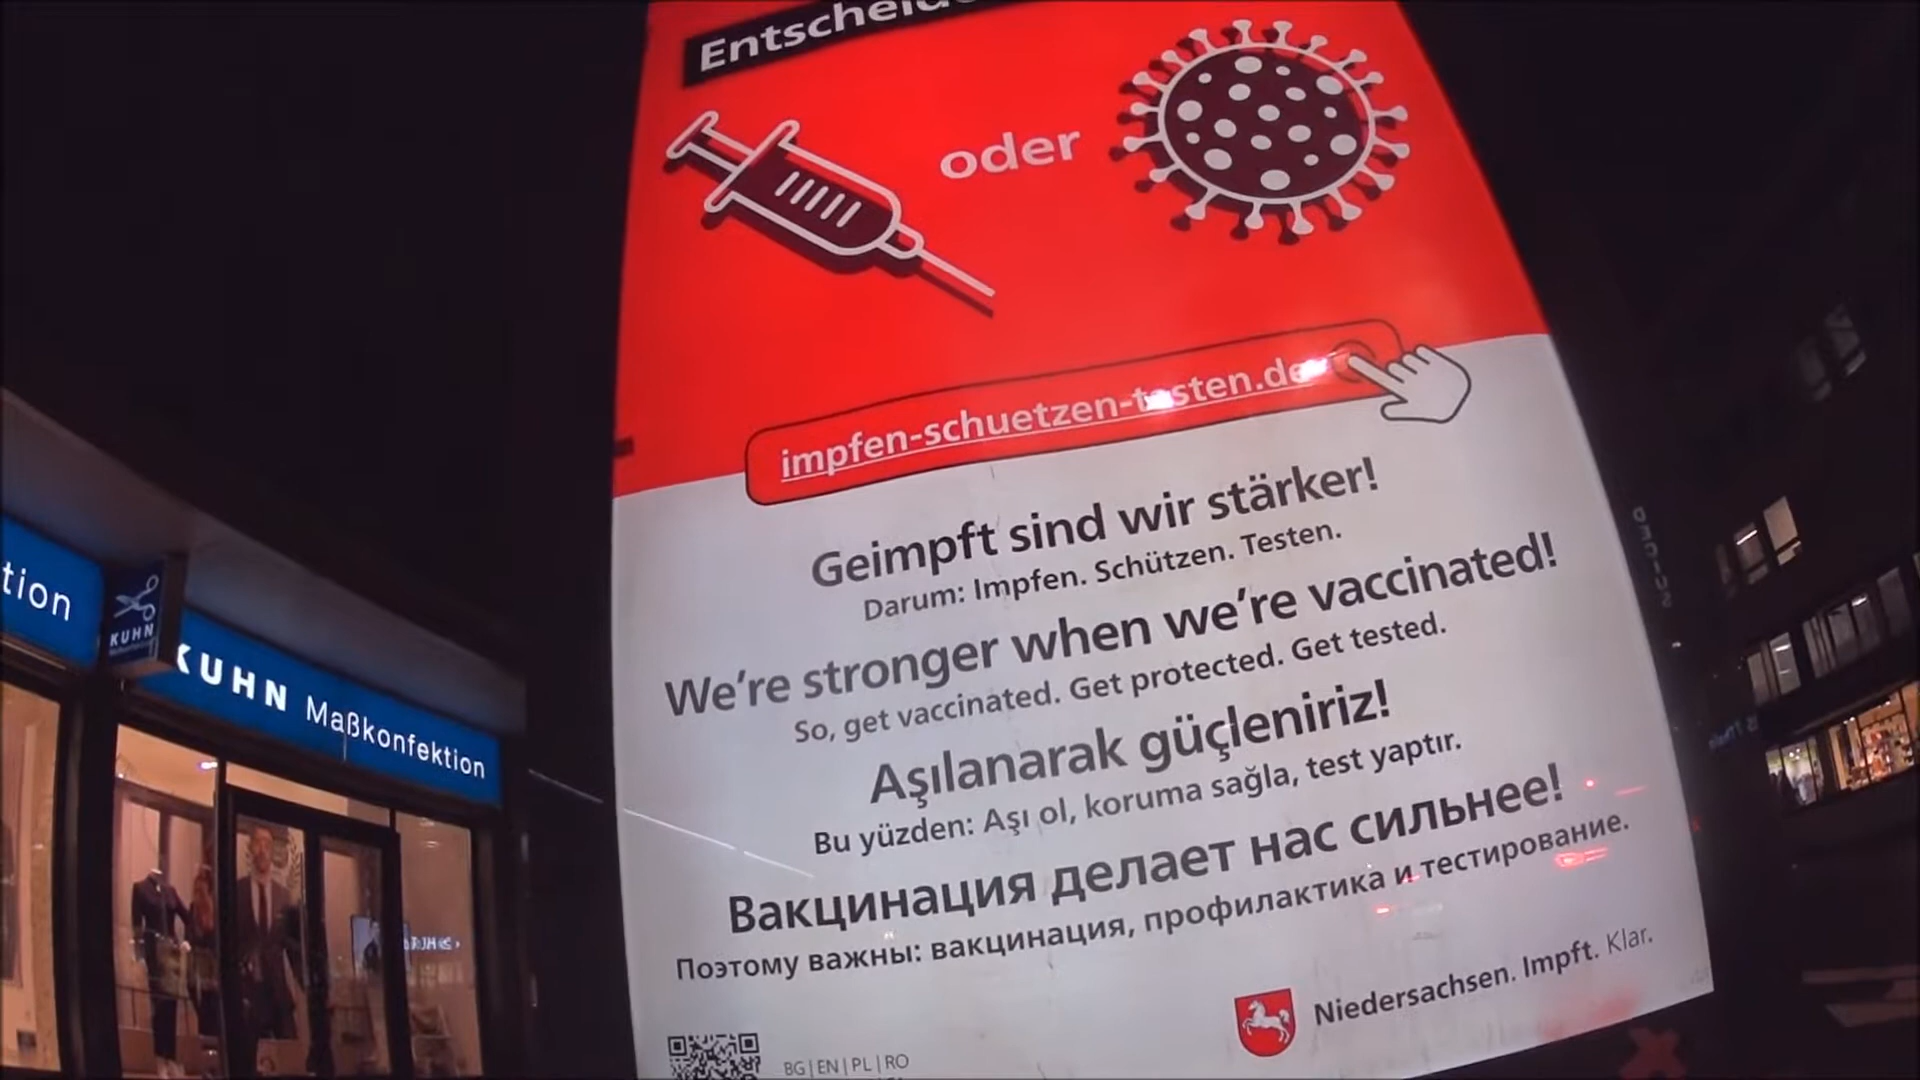 oder
impfen-schuetzen-testen.de
Geimpft sind wir stärker!
Darum: Impfen. Schützen. Testen.
We're stronger when we're vaccinated!
So, get vaccinated. Get protected. Get tested.
Aşılanarak güçleniriz!
Bu yüzden: Aşı ol, koruma sağla, test yaptır.
Вакцинация делает нас сильнее!
Поэтому важны: вакцинация, профилактика и тестирование.
Niedersachsen. Impft. Klar.
BG | EN | PL | RO
KUHN
KUHN Maßkonfektion